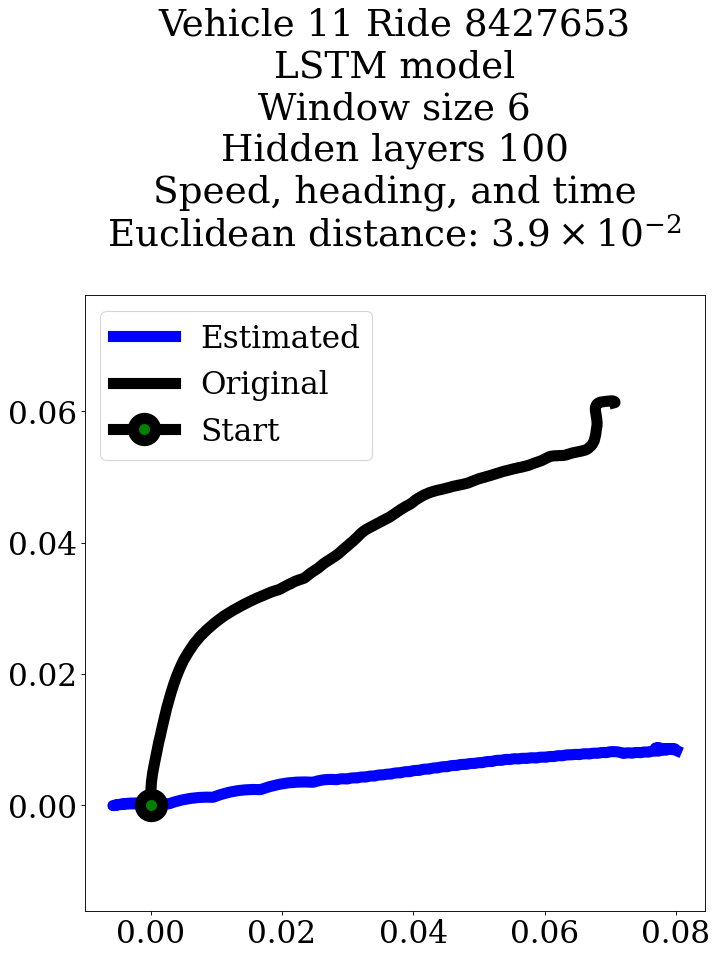 Vehicle 11 Ride 8427653
LSTM model
Window size 6
Hidden layers 100
Speed, heading, and time
Euclidean distance: 3.9 × 10⁻²
Estimated
Original
Start
0.06
0.04
0.02
0.00
0.00 0.02 0.04 0.06 0.08